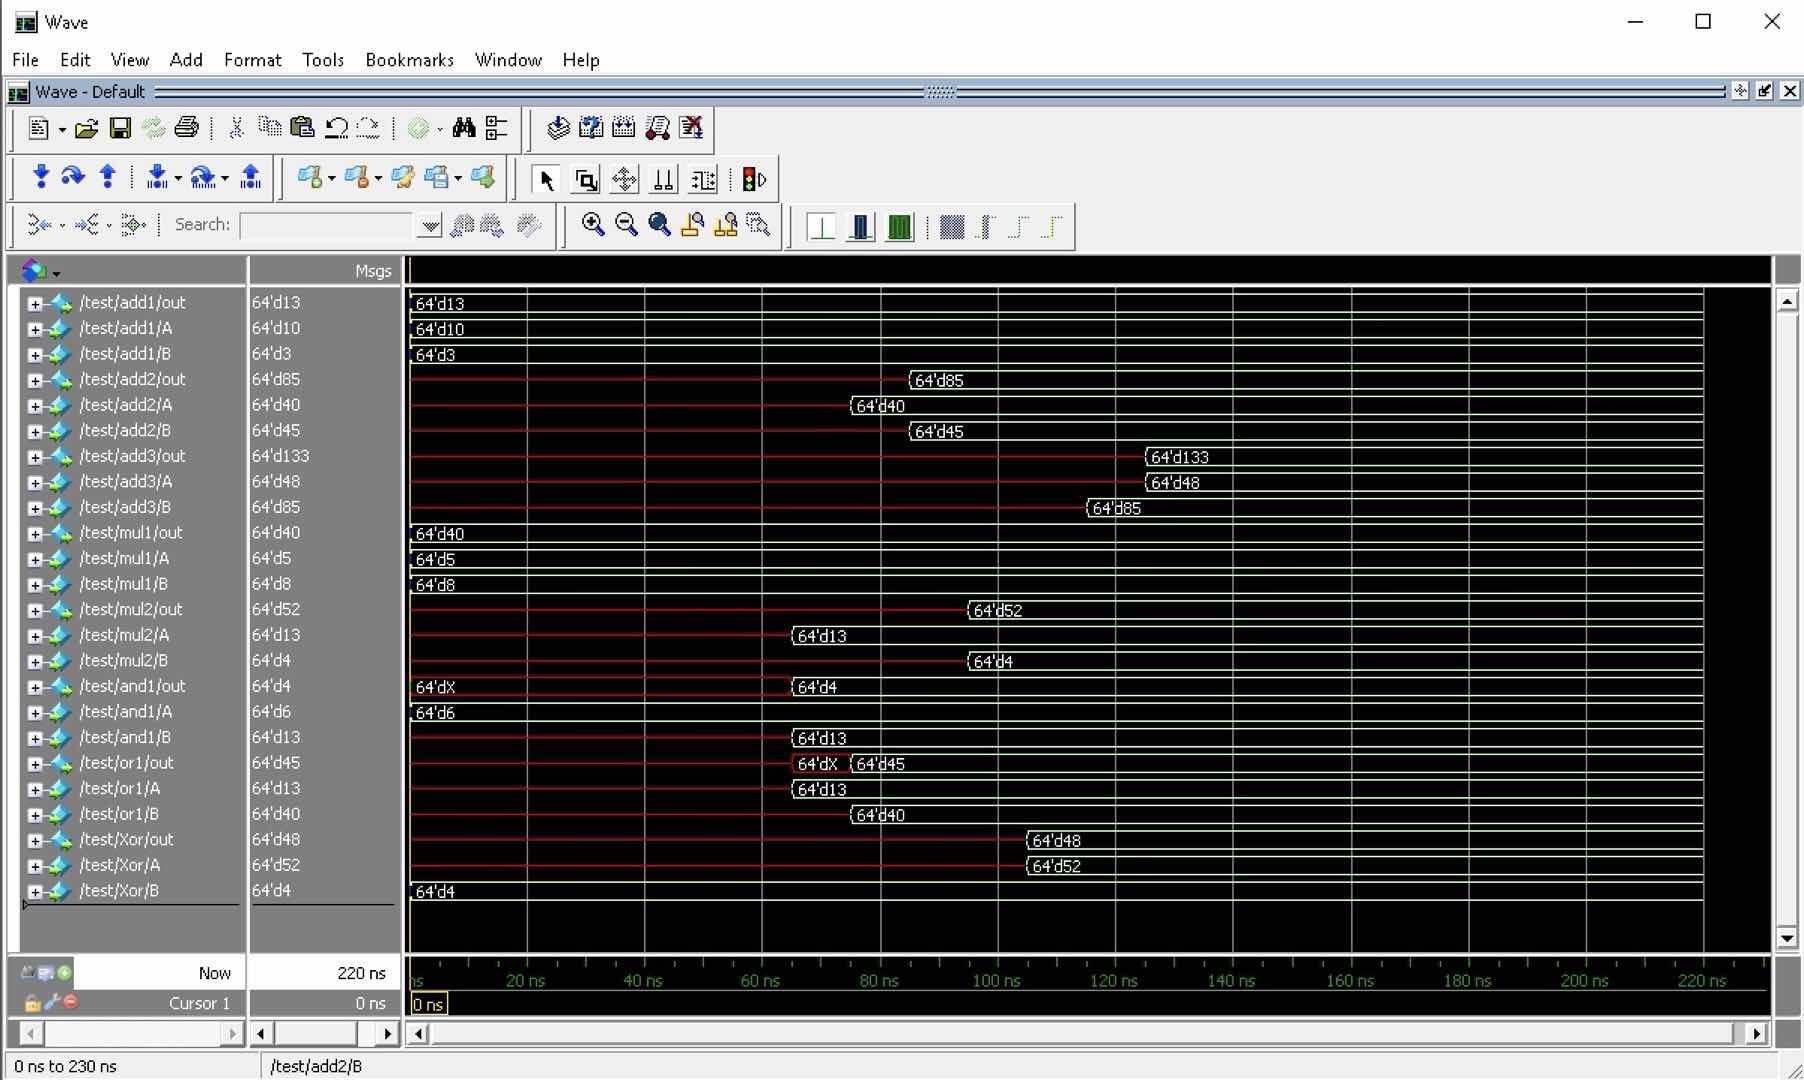 Wave
File Edit View Add Format Tools Bookmarks Window Help
Wave - Default
Search:
Msgs
/test/add1/out 64'd13 64'd13
/test/add1/A 64'd10 64'd10
/test/add1/B 64'd3 64'd3
/test/add2/out 64'd85 64'd85
/test/add2/A 64'd40 64'd40
/test/add2/B 64'd45 64'd45
/test/add3/out 64'd133 64'd133
/test/add3/A 64'd48 64'd48
/test/add3/B 64'd85 64'd85
/test/mul1/out 64'd40 64'd40
/test/mul1/A 64'd5 64'd5
/test/mul1/B 64'd8 64'd8
/test/mul2/out 64'd52 64'd52
/test/mul2/A 64'd13 64'd13
/test/mul2/B 64'd4 64'd4
/test/and1/out 64'd4 64'dX 64'd4
/test/and1/A 64'd6 64'd6
/test/and1/B 64'd13 64'd13
/test/or1/out 64'd45 64'dX 64'd45
/test/or1/A 64'd13 64'd13
/test/or1/B 64'd40 64'd40
/test/Xor/out 64'd48 64'd48
/test/Xor/A 64'd52 64'd52
/test/Xor/B 64'd4 64'd4
Now 220 ns ns 20 ns 40 ns 60 ns 80 ns 100 ns 120 ns 140 ns 160 ns 180 ns 200 ns 220 ns
Cursor 1 0 ns 0 ns
0 ns to 230 ns /test/add2/B